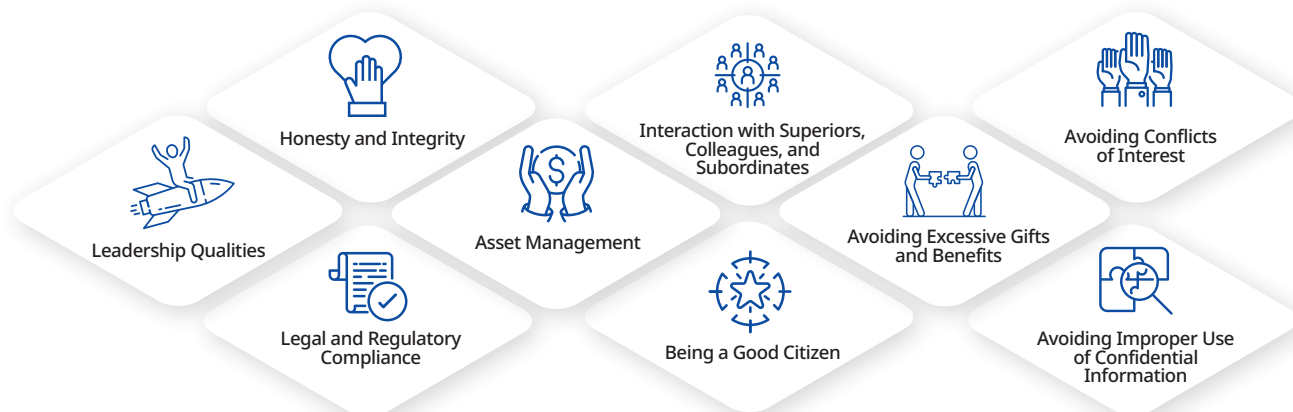 Honesty and Integrity
Interaction with Superiors,
Colleagues, and
Subordinates
Avoiding Conflicts
of Interest
Leadership Qualities
Asset Management
Avoiding Excessive Gifts
and Benefits
Legal and Regulatory
Compliance
Being a Good Citizen
Avoiding Improper Use
of Confidential
Information
$